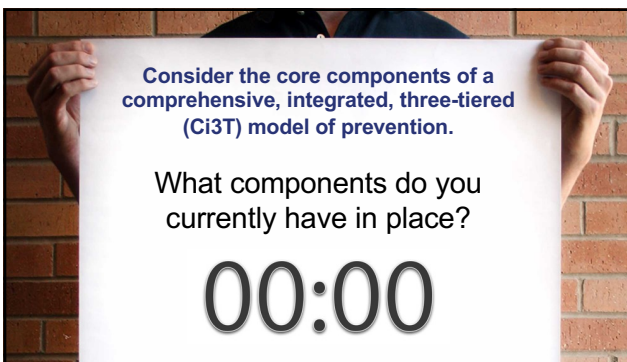 Consider the core components of a
comprehensive, integrated, three-tiered
(Ci3T) model of prevention.
What components do you
currently have in place?
00:00